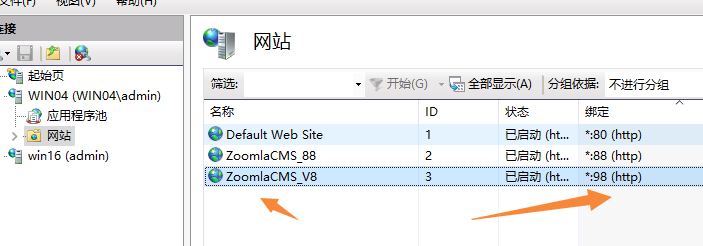 文件(F) 视图(V) 帮助(H)
连接
起始页
WIN04 (WIN04\admin)
应用程序池
网站
win16 (admin)
网站
筛选: 开始(G) 全部显示(A) 分组依据: 不进行分组
名称 ID 状态 绑定
Default Web Site 1 已启动 (ht... *:80 (http)
ZoomlaCMS_88 2 已启动 (ht... *:88 (http)
ZoomlaCMS_V8 3 已启动 (ht... *:98 (http)